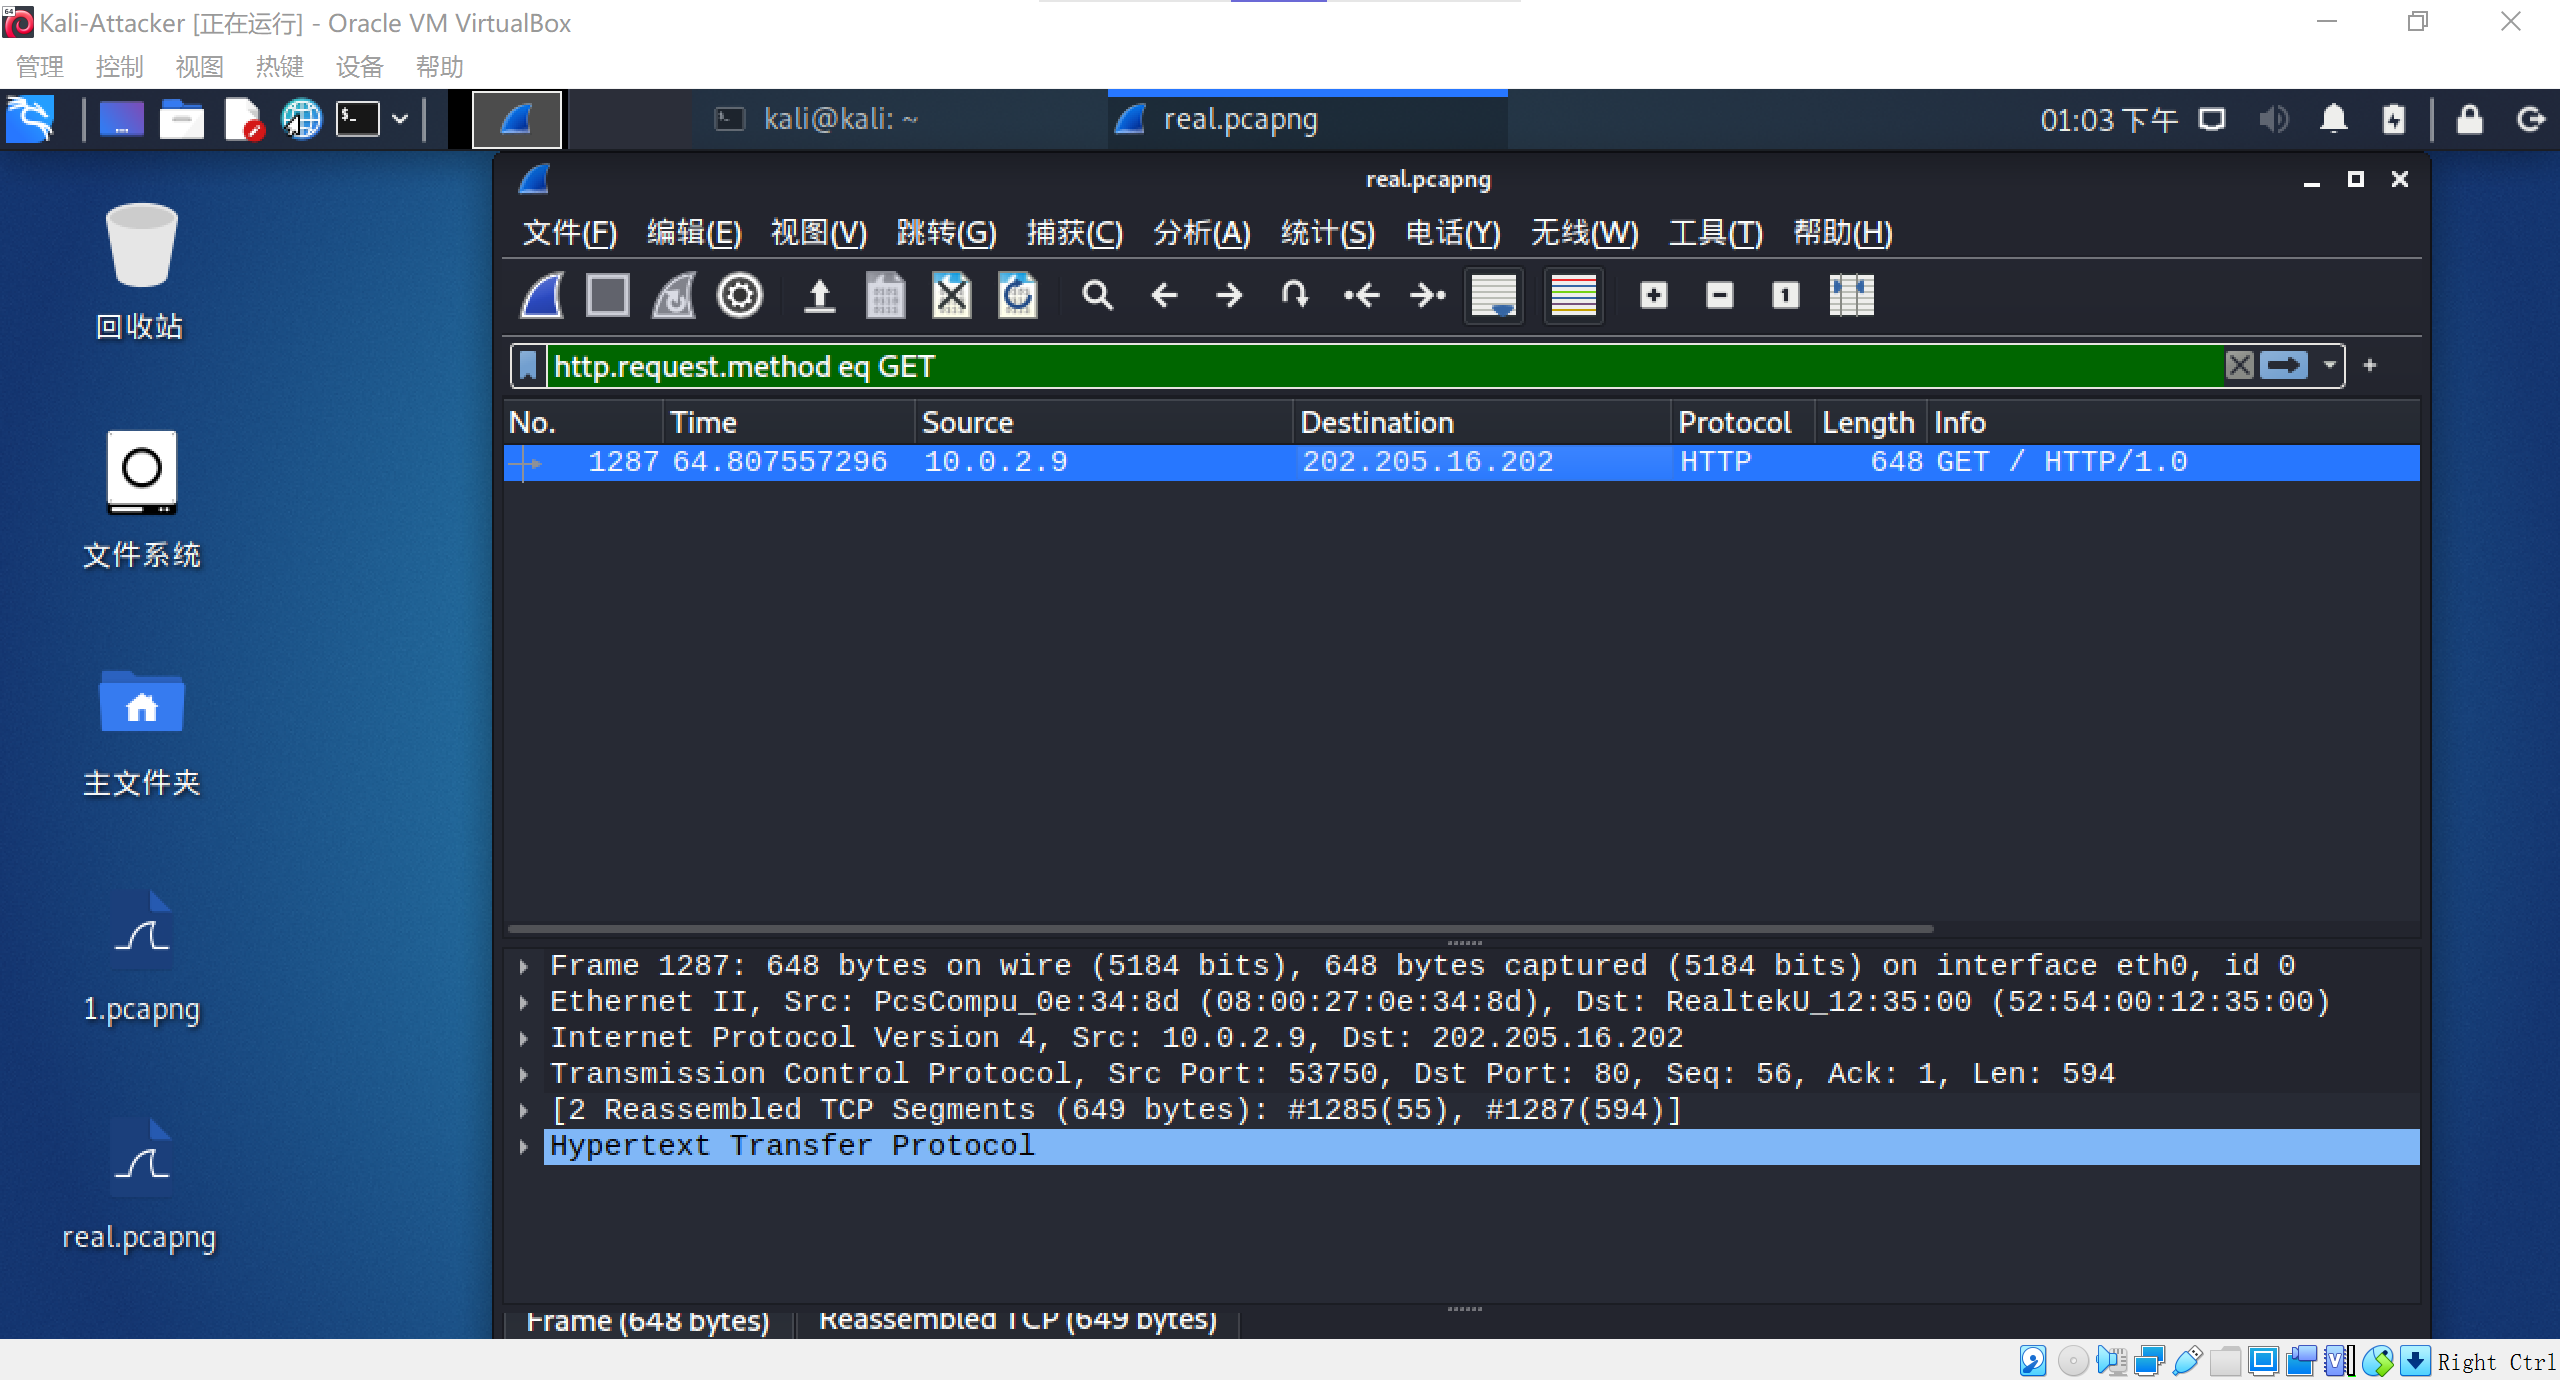 Kali-Attacker [正在运行] - Oracle VM VirtualBox
管理 控制 视图 热键 设备 帮助
kali@kali: ~ real.pcapng 01:03 下午
real.pcapng
文件(F) 编辑(E) 视图(V) 跳转(G) 捕获(C) 分析(A) 统计(S) 电话(Y) 无线(W) 工具(T) 帮助(H)
http.request.method eq GET
No. Time Source Destination Protocol Length Info
1287 64.807557296 10.0.2.9 202.205.16.202 HTTP 648 GET / HTTP/1.0
回收站
文件系统
主文件夹
1.pcapng
real.pcapng
Frame 1287: 648 bytes on wire (5184 bits), 648 bytes captured (5184 bits) on interface eth0, id 0
Ethernet II, Src: PcsCompu_0e:34:8d (08:00:27:0e:34:8d), Dst: RealtekU_12:35:00 (52:54:00:12:35:00)
Internet Protocol Version 4, Src: 10.0.2.9, Dst: 202.205.16.202
Transmission Control Protocol, Src Port: 53750, Dst Port: 80, Seq: 56, Ack: 1, Len: 594
[2 Reassembled TCP Segments (649 bytes): #1285(55), #1287(594)]
Hypertext Transfer Protocol
Frame (648 bytes) Reassembled TCP (649 bytes)
Right Ctrl